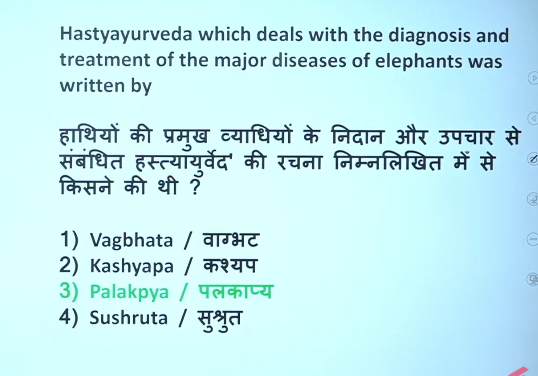 Hastyayurveda which deals with the diagnosis and
treatment of the major diseases of elephants was
written by
हाथियों की प्रमुख व्याधियों के निदान और उपचार से
संबंधित हस्त्यायुर्वेद' की रचना निम्नलिखित में से
किसने की थी ?
1) Vagbhata / वाग्भट
2) Kashyapa / कश्यप
3) Palakpya / पलकाप्य
4) Sushruta / सुश्रुत